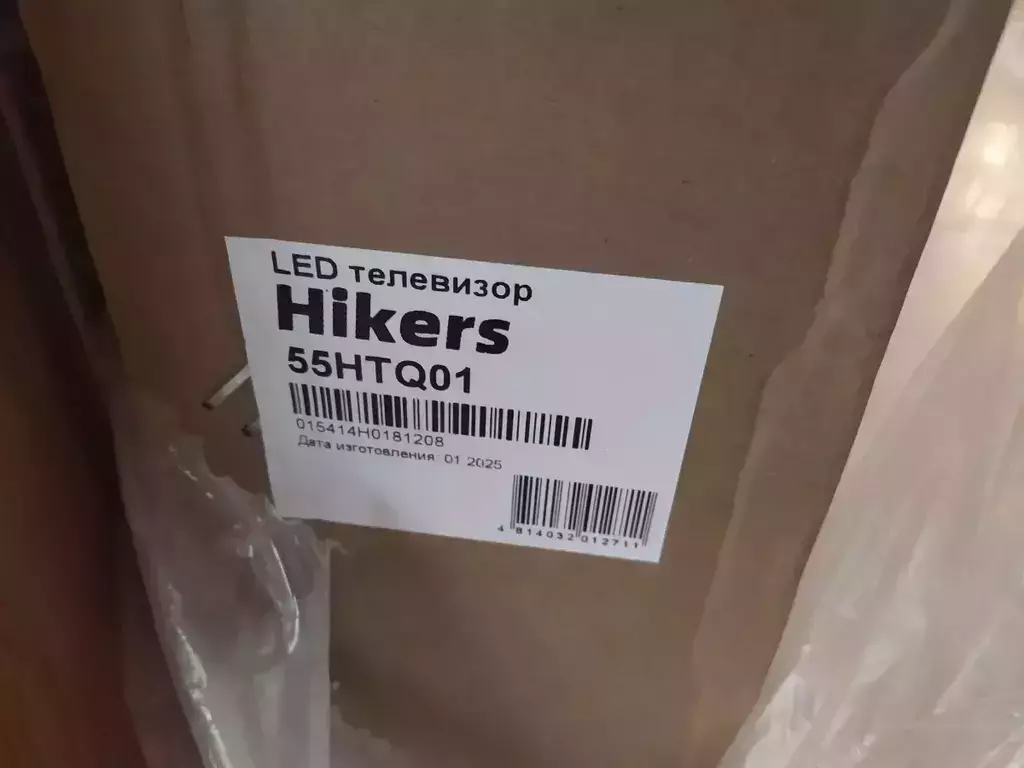 LED телевизор
Hikers
55HTQ01
015414H0181208
Дата изготовления 01 2025
4 814032 012711